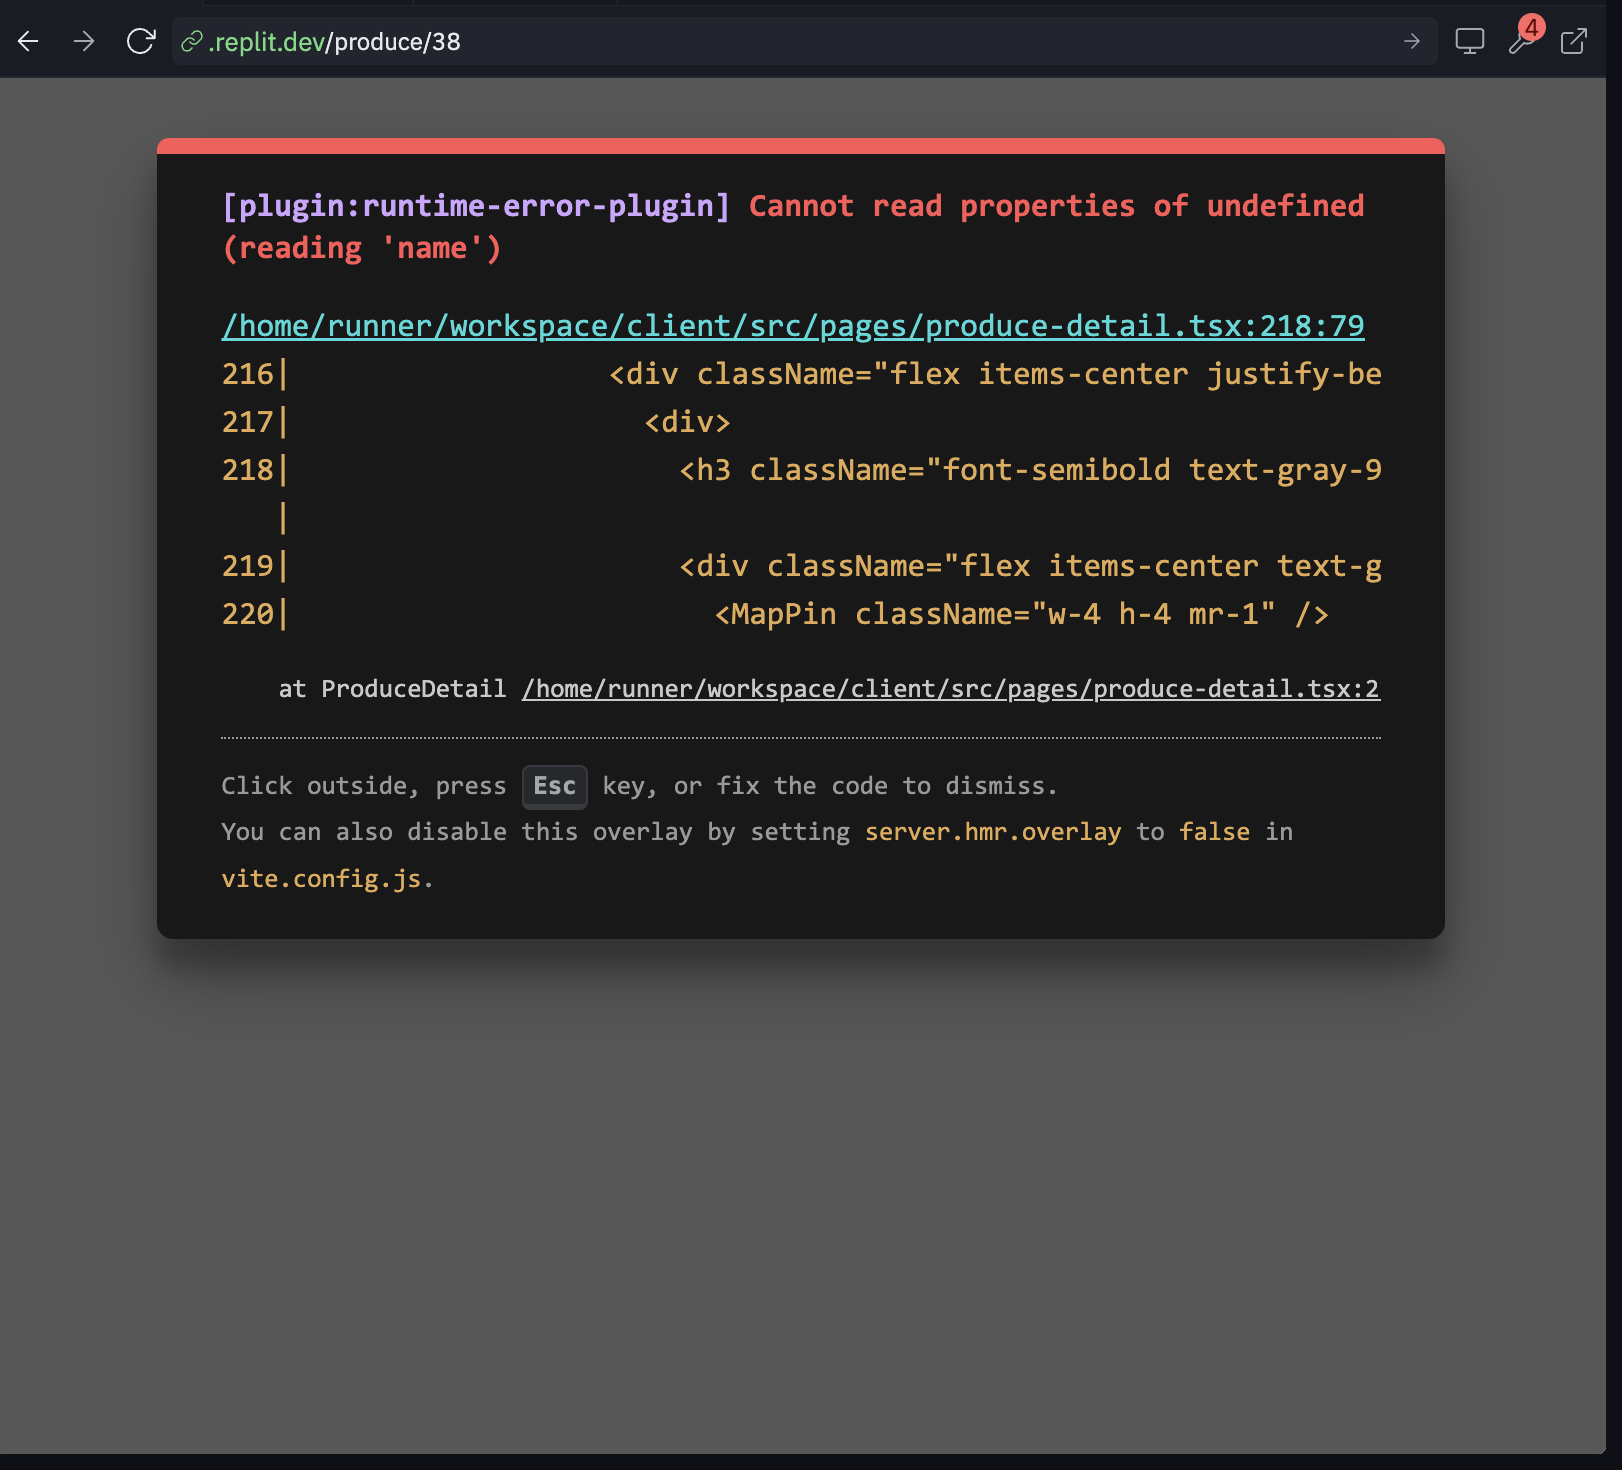 .replit.dev/produce/38
4
[plugin:runtime-error-plugin] Cannot read properties of undefined
(reading 'name')
/home/runner/workspace/client/src/pages/produce-detail.tsx:218:79
216| <div className="flex items-center justify-be
217| <div>
218| <h3 className="font-semibold text-gray-9
|
219| <div className="flex items-center text-g
220| <MapPin className="w-4 h-4 mr-1" />
at ProduceDetail /home/runner/workspace/client/src/pages/produce-detail.tsx:2
Click outside, press Esc key, or fix the code to dismiss.
You can also disable this overlay by setting server.hmr.overlay to false in
vite.config.js.